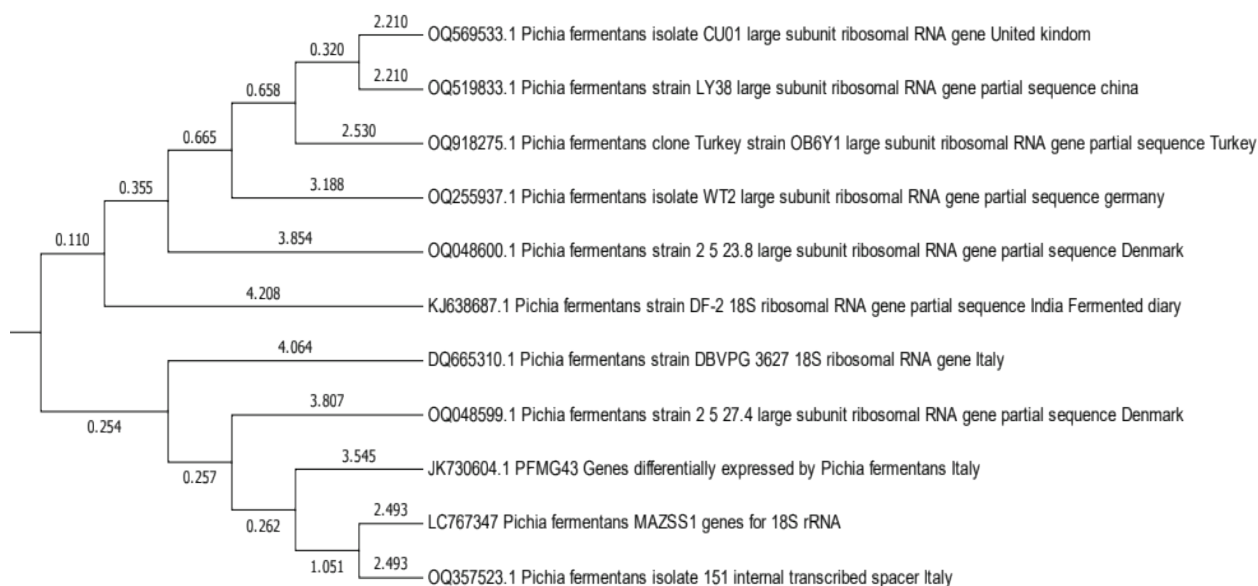 2.210
OQ569533.1 Pichia fermentans isolate CU01 large subunit ribosomal RNA gene United kindom
0.320
2.210
OQ519833.1 Pichia fermentans strain LY38 large subunit ribosomal RNA gene partial sequence china
0.658
2.530
OQ918275.1 Pichia fermentans clone Turkey strain OB6Y1 large subunit ribosomal RNA gene partial sequence Turkey
0.665
3.188
OQ255937.1 Pichia fermentans isolate WT2 large subunit ribosomal RNA gene partial sequence germany
0.355
3.854
OQ048600.1 Pichia fermentans strain 2 5 23.8 large subunit ribosomal RNA gene partial sequence Denmark
0.110
4.208
KJ638687.1 Pichia fermentans strain DF-2 18S ribosomal RNA gene partial sequence India Fermented diary
4.064
DQ665310.1 Pichia fermentans strain DBVPG 3627 18S ribosomal RNA gene Italy
0.254
3.807
OQ048599.1 Pichia fermentans strain 2 5 27.4 large subunit ribosomal RNA gene partial sequence Denmark
0.257
3.545
JK730604.1 PFMG43 Genes differentially expressed by Pichia fermentans Italy
0.262
2.493
LC767347 Pichia fermentans MAZSS1 genes for 18S rRNA
1.051
2.493
OQ357523.1 Pichia fermentans isolate 151 internal transcribed spacer Italy